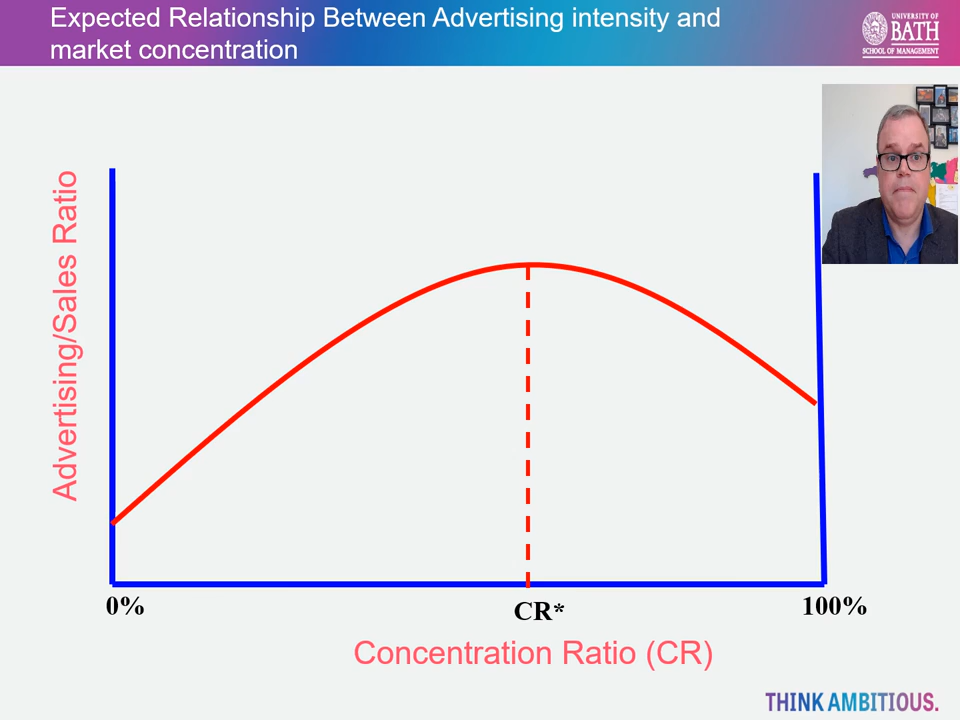 Expected Relationship Between Advertising intensity and
market concentration
UNIVERSITY OF
BATH
SCHOOL OF MANAGEMENT
Advertising/Sales Ratio
0%
CR*
100%
Concentration Ratio (CR)
THINK AMBITIOUS.